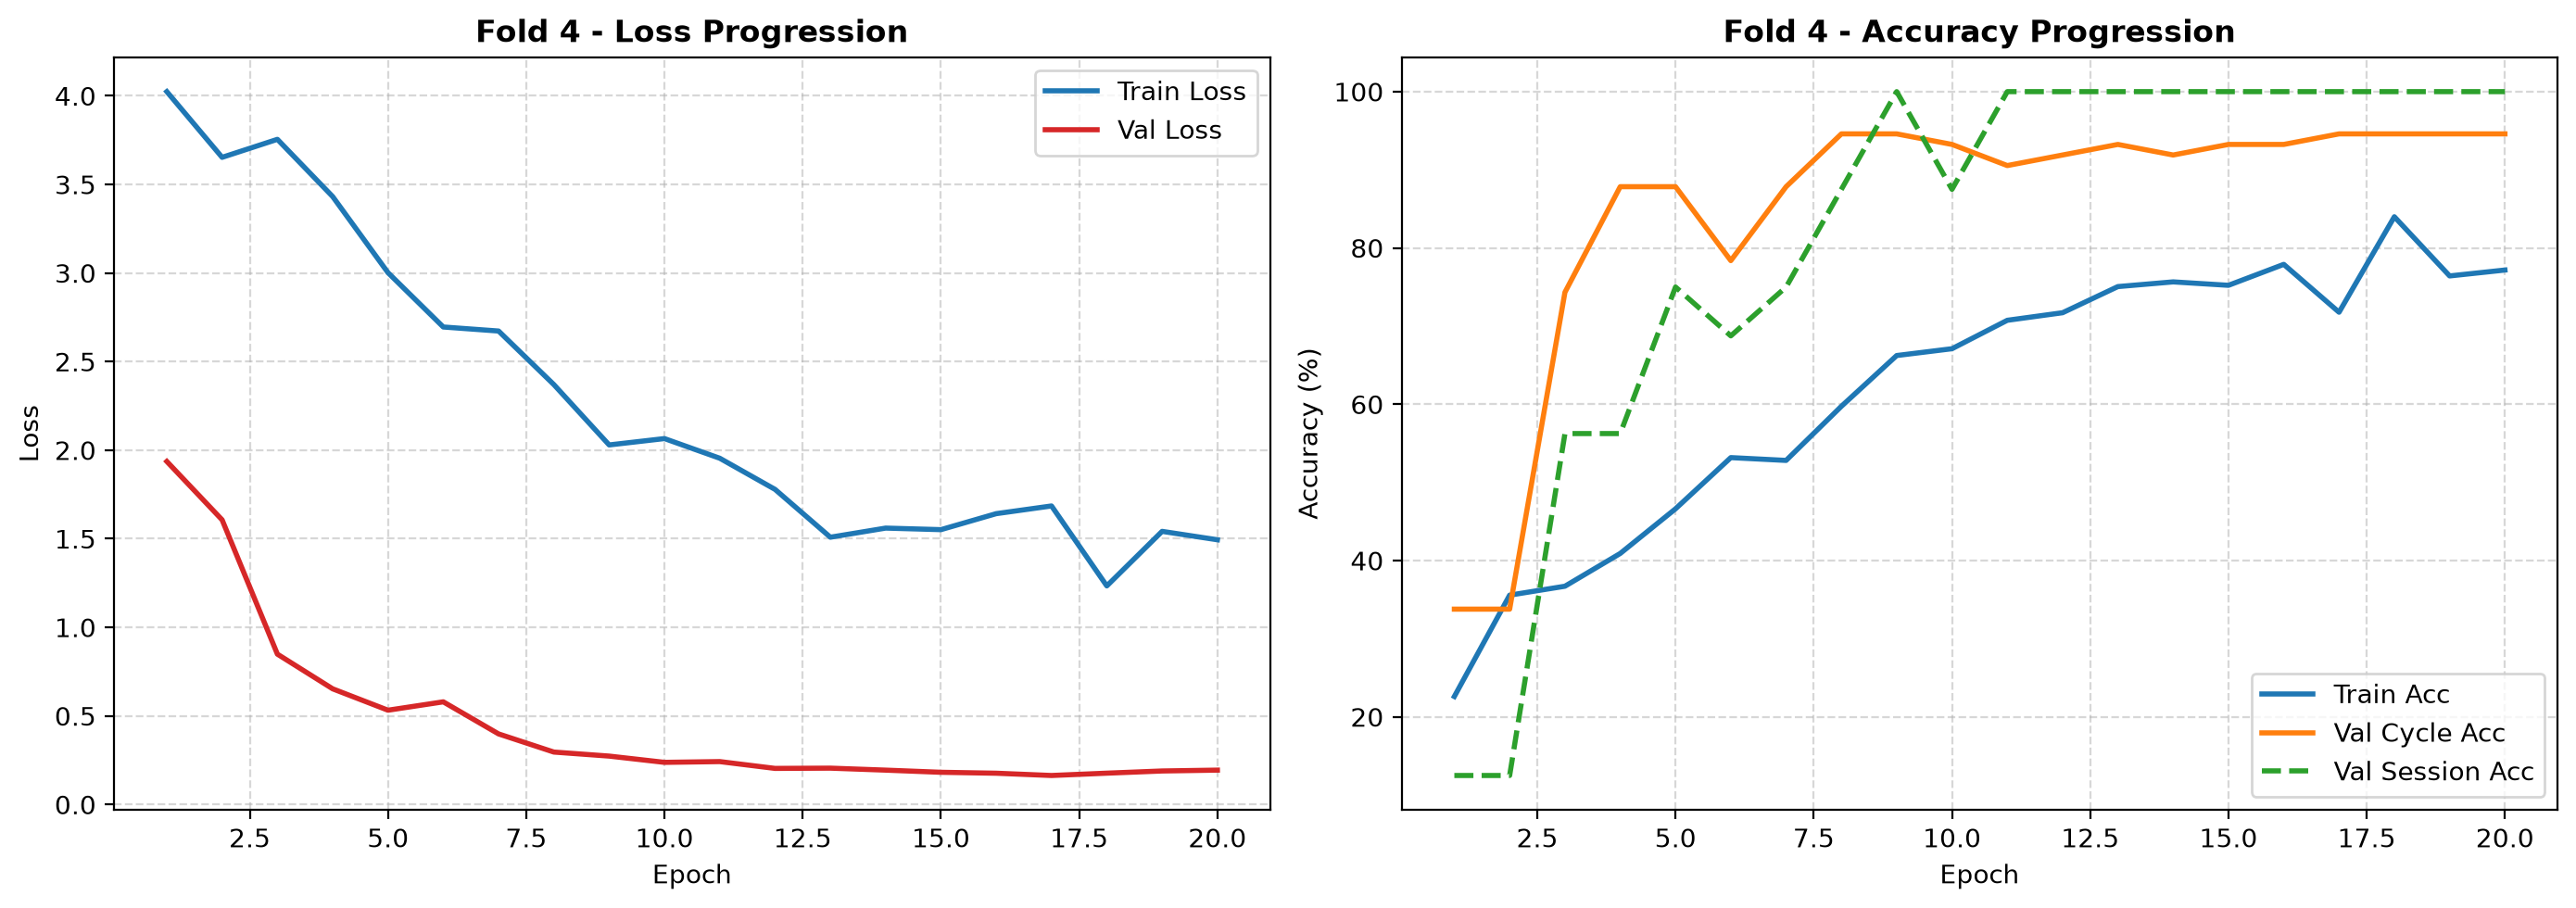 Fold 4 - Loss Progression
4.0
3.5
3.0
2.5
2.0
1.5
1.0
0.5
0.0
Loss
2.5 5.0 7.5 10.0 12.5 15.0 17.5 20.0
Epoch
Train Loss
Val Loss
Fold 4 - Accuracy Progression
100
80
60
40
20
Accuracy (%)
2.5 5.0 7.5 10.0 12.5 15.0 17.5 20.0
Epoch
Train Acc
Val Cycle Acc
Val Session Acc